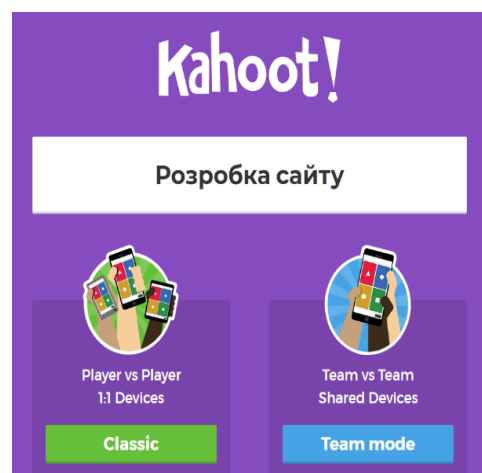 Kahoot!
Розробка сайту
Player vs Player
1:1 Devices
Classic
Team vs Team
Shared Devices
Team mode